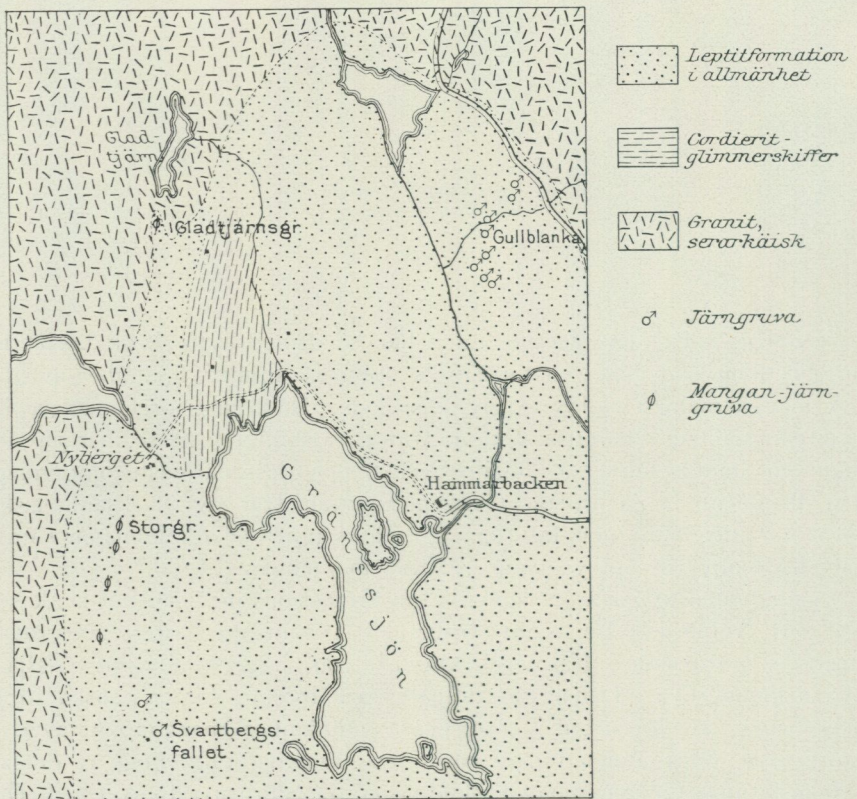 Glad
tjärn
Gladtjärnsgr
Gullblanka
Nyberget
Storgr
Gränssjön
Hammarbacken
Svartbergs-
fallet
Leptitformation
i allmänhet
Cordierit-
glimmerskiffer
Granit,
serarkäisk
Järngruva
Mangan-järn-
gruva